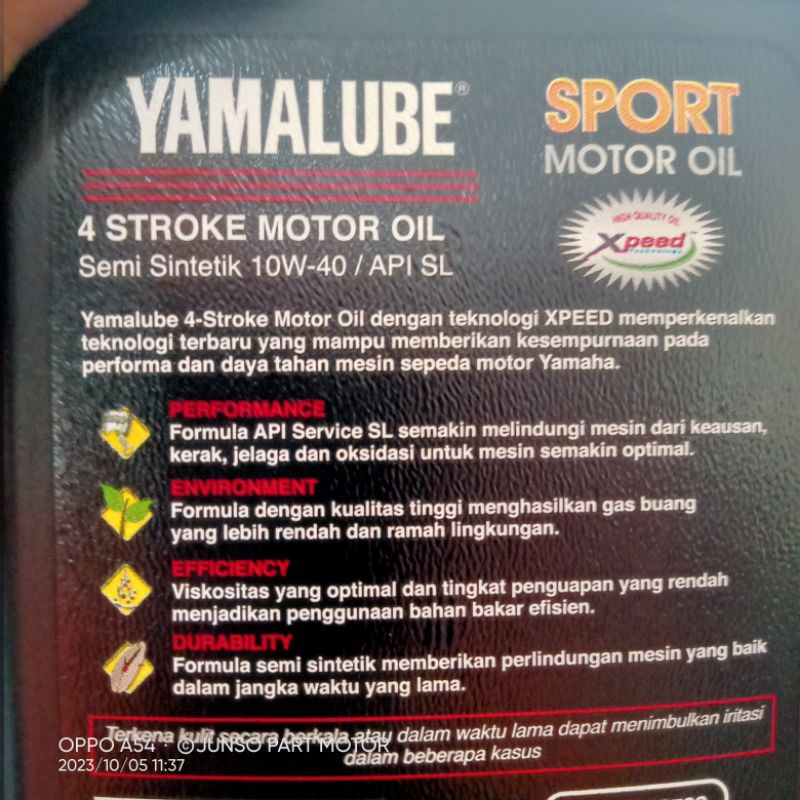 YAMALUBE®
SPORT
MOTOR OIL
4 STROKE MOTOR OIL
Semi Sintetik 10W-40 / API SL
HIGH QUALITY OIL
Xpeed™
Technology
Yamalube 4-Stroke Motor Oil dengan teknologi XPEED memperkenalkan
teknologi terbaru yang mampu memberikan kesempurnaan pada
performa dan daya tahan mesin sepeda motor Yamaha.
PERFORMANCE
Formula API Service SL semakin melindungi mesin dari keausan,
kerak, jelaga dan oksidasi untuk mesin semakin optimal.
ENVIRONMENT
Formula dengan kualitas tinggi menghasilkan gas buang
yang lebih rendah dan ramah lingkungan.
EFFICIENCY
Viskositas yang optimal dan tingkat penguapan yang rendah
menjadikan penggunaan bahan bakar efisien.
DURABILITY
Formula semi sintetik memberikan perlindungan mesin yang baik
dalam jangka waktu yang lama.
Terkena kulit secara berkala atau dalam waktu lama dapat menimbulkan iritasi
dalam beberapa kasus
OPPO A54 · ©JUNSO PART MOTOR
2023/10/05 11:37